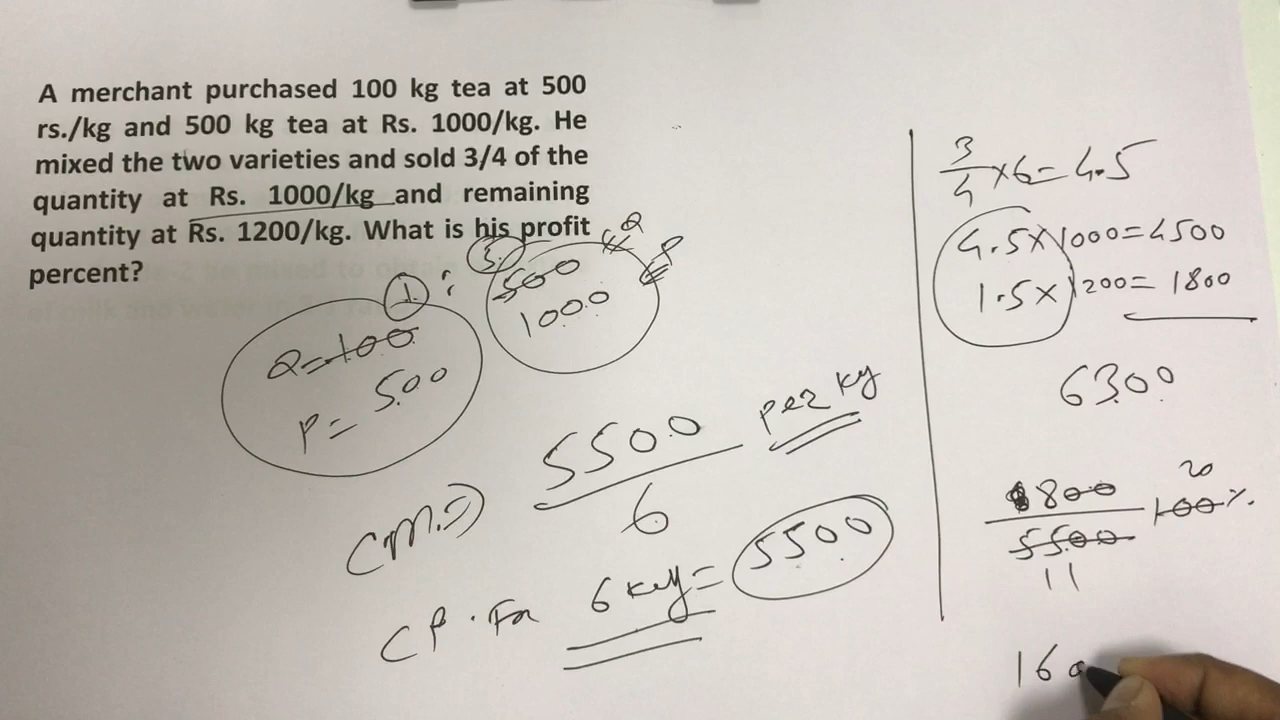 A merchant purchased 100 kg tea at 500
rs./kg and 500 kg tea at Rs. 1000/kg. He
mixed the two varieties and sold 3/4 of the
quantity at Rs. 1000/kg and remaining
quantity at Rs. 1200/kg. What is his profit
percent?
1 : 5
Q=100
P= 500
500 Q
1000 P
5500 per kg
6
CP. For 6 kg= 5500
3
4 ×6=4.5
4.5×1000=4500
1.5×1200= 1800
6300
800 100%. 20
5500
11
160